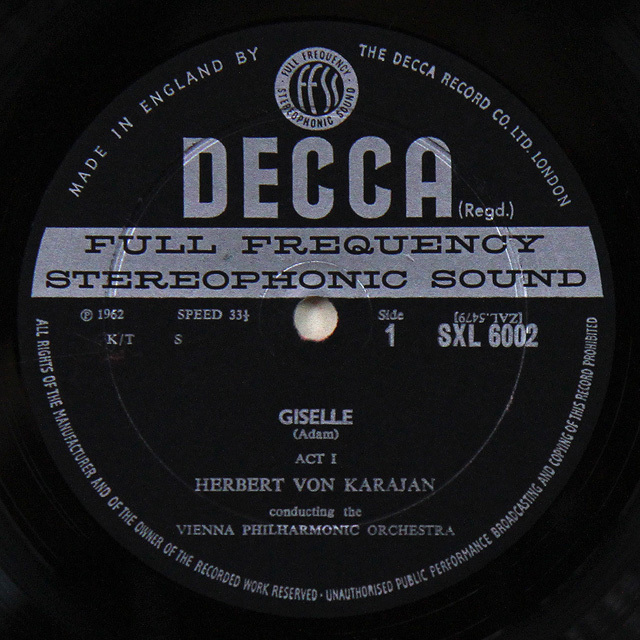 MADE IN ENGLAND BY
THE DECCA RECORD CO. LTD. LONDON
FULL FREQUENCY
FFSS
STEREOPHONIC SOUND
DECCA (Regd.)
FULL FREQUENCY
STEREOPHONIC SOUND
Ⓟ 1962
SPEED 33⅓
Side
[ZAL.5479]
K/T
S
1
SXL 6002
GISELLE
(Adam)
ACT I
HERBERT VON KARAJAN
conducting the
VIENNA PHILHARMONIC ORCHESTRA
ALL RIGHTS OF THE MANUFACTURER AND OF THE OWNER OF THE RECORDED WORK RESERVED · UNAUTHORISED PUBLIC PERFORMANCE BROADCASTING AND COPYING OF THIS RECORD PROHIBITED